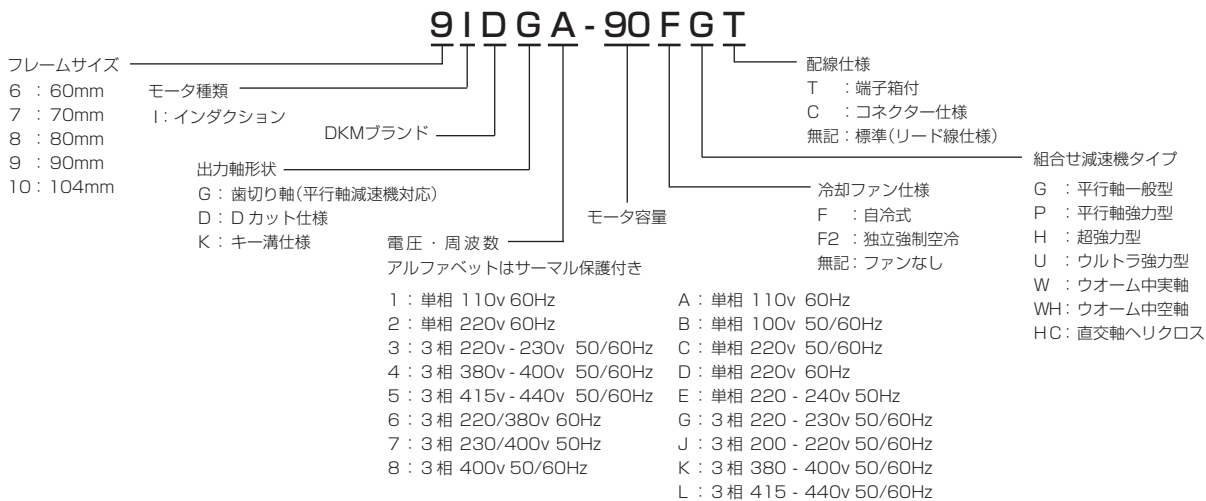 9IDGA-90FGT
フレームサイズ
6 : 60mm
7 : 70mm
8 : 80mm
9 : 90mm
10 : 104mm
モータ種類
I : インダクション
DKMブランド
出力軸形状
G : 歯切り軸(平行軸減速機対応)
D : D カット仕様
K : キー溝仕様
電圧・周波数
アルファベットはサーマル保護付き
1 : 単相 110v 60Hz
2 : 単相 220v 60Hz
3 : 3相 220v - 230v 50/60Hz
4 : 3相 380v - 400v 50/60Hz
5 : 3相 415v - 440v 50/60Hz
6 : 3相 220/380v 60Hz
7 : 3相 230/400v 50Hz
8 : 3相 400v 50/60Hz
A : 単相 110v 60Hz
B : 単相 100v 50/60Hz
C : 単相 220v 50/60Hz
D : 単相 220v 60Hz
E : 単相 220 - 240v 50Hz
G : 3相 220 - 230v 50/60Hz
J : 3相 200 - 220v 50/60Hz
K : 3相 380 - 400v 50/60Hz
L : 3相 415 - 440v 50/60Hz
モータ容量
冷却ファン仕様
F : 自冷式
F2 : 独立強制空冷
無記 : ファンなし
配線仕様
T : 端子箱付
C : コネクター仕様
無記 : 標準(リード線仕様)
組合せ減速機タイプ
G : 平行軸一般型
P : 平行軸強力型
H : 超強力型
U : ウルトラ強力型
W : ウオーム中実軸
WH : ウオーム中空軸
HC : 直交軸ヘリクロス